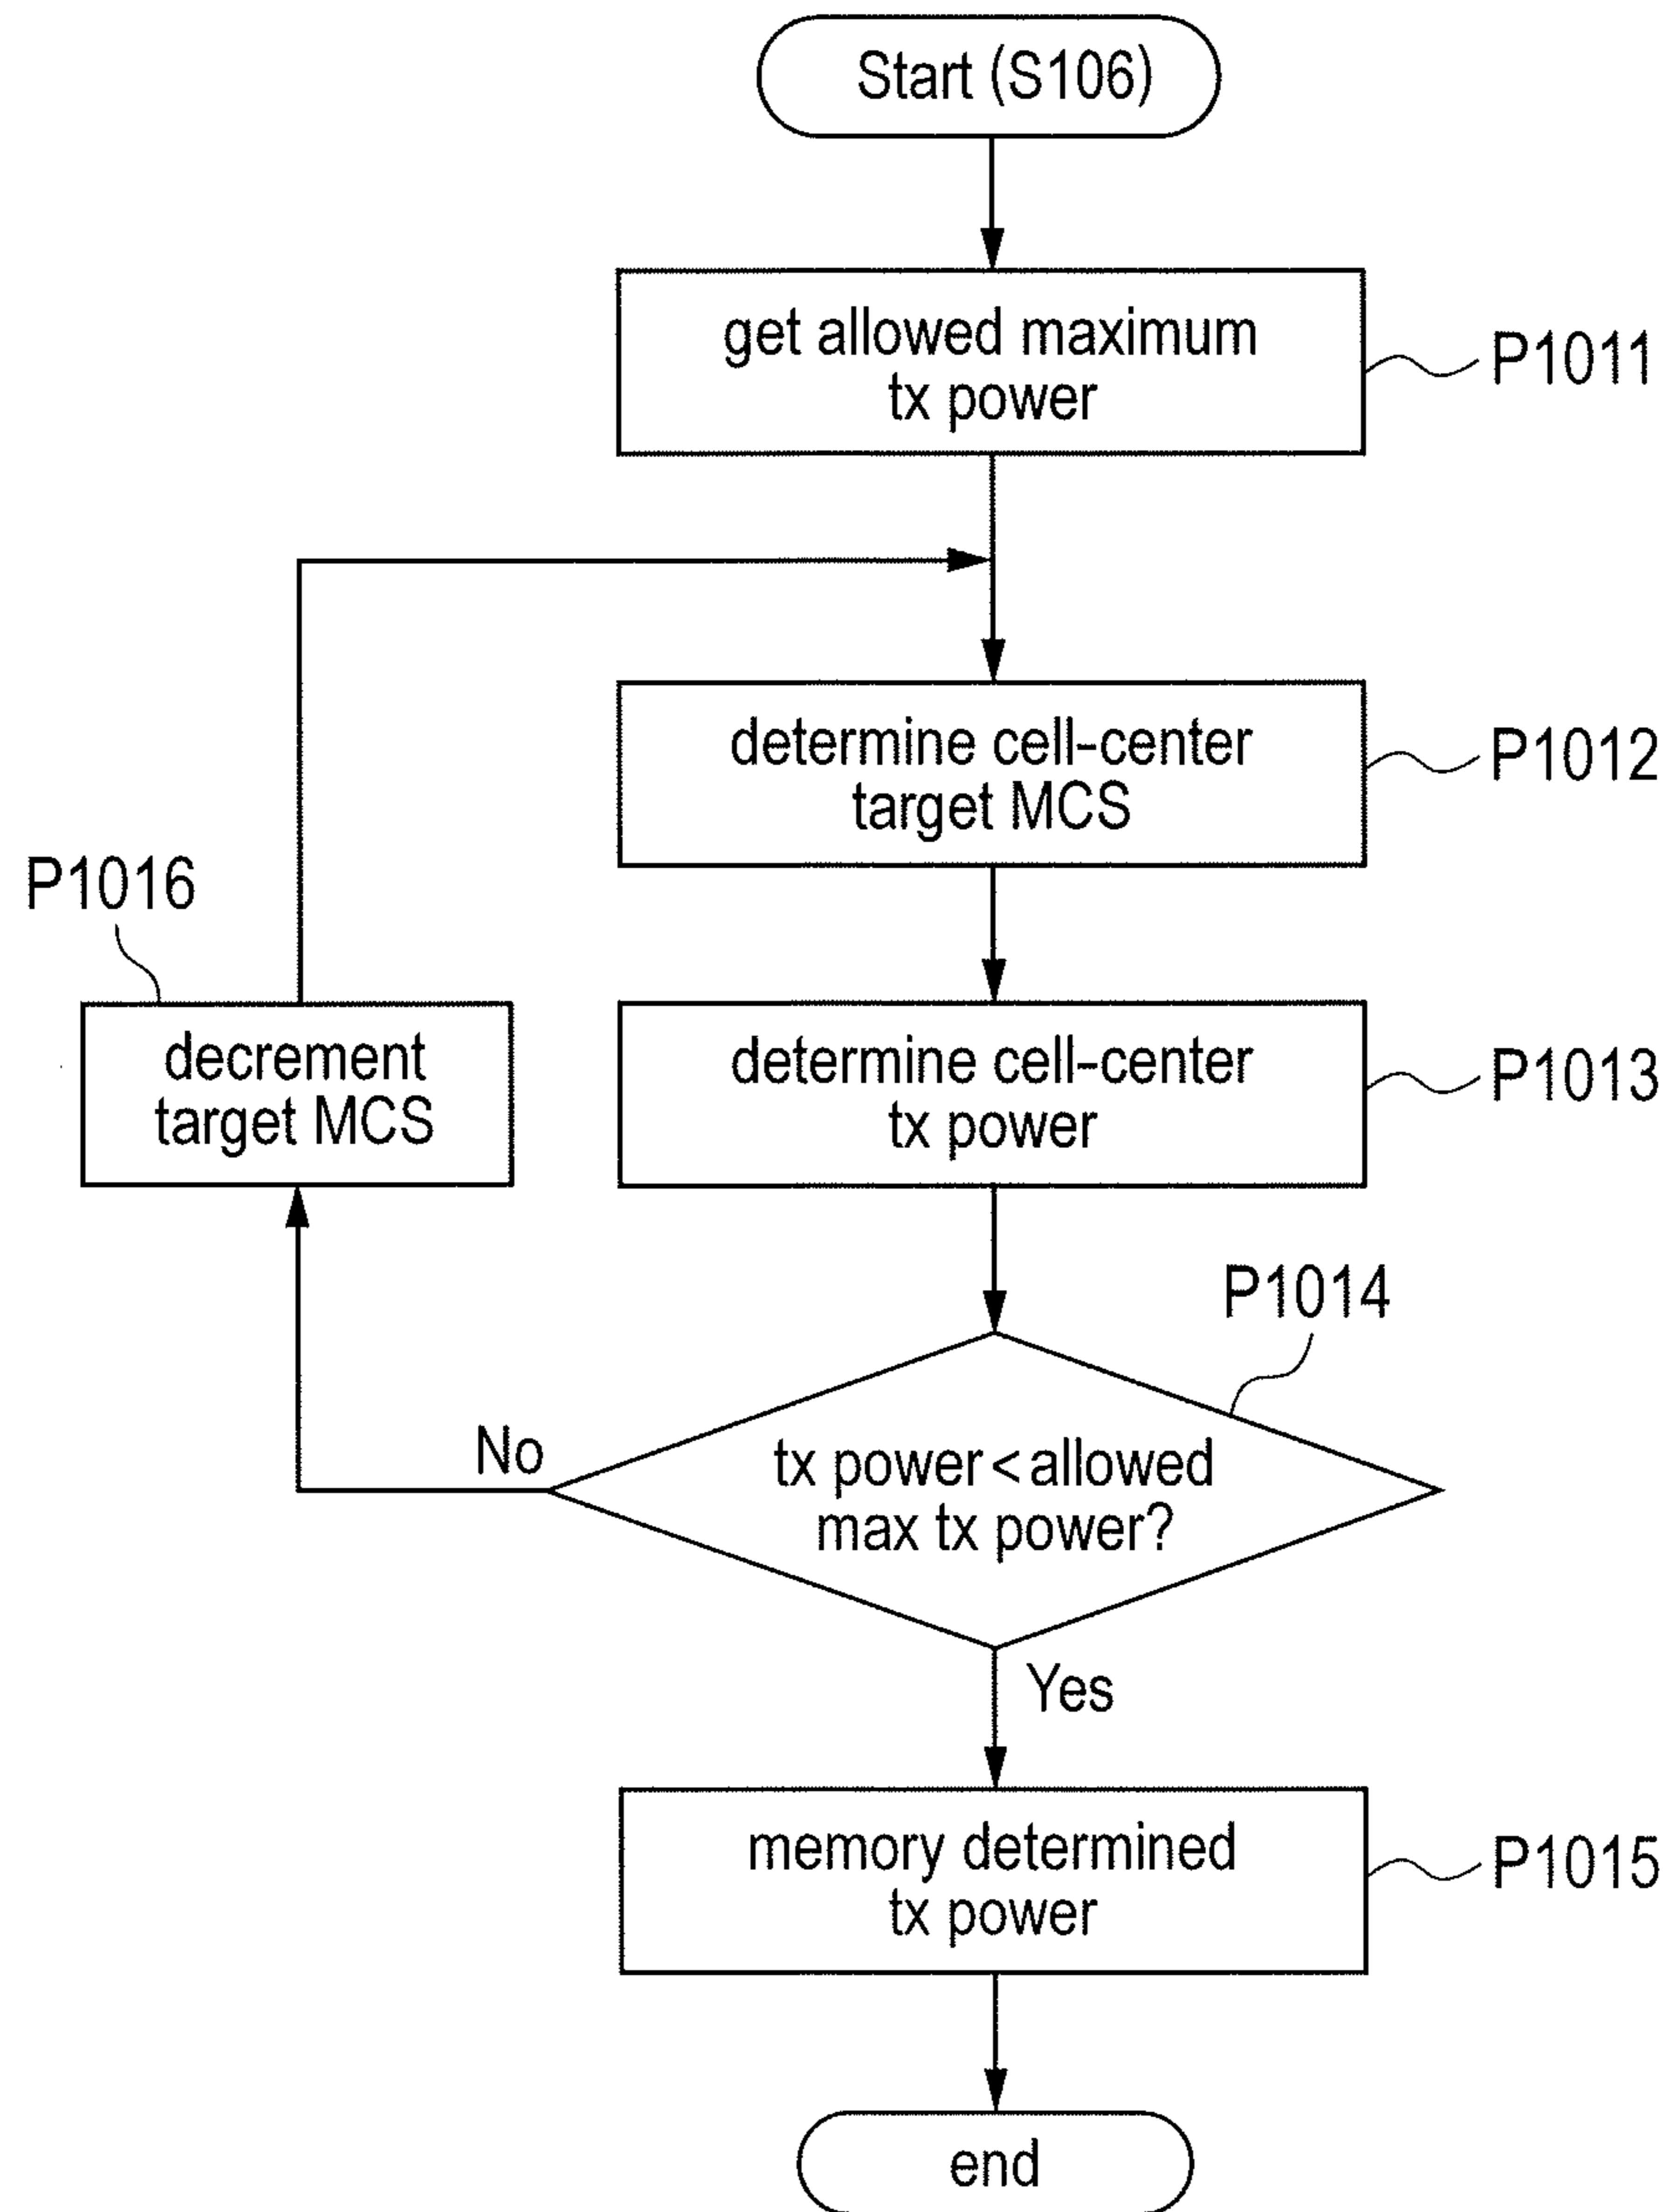 Start (S106)
get allowed maximum
tx power
P1011
determine cell-center
target MCS
P1012
P1016
decrement
target MCS
determine cell-center
tx power
P1013
P1014
No
tx power < allowed
max tx power?
Yes
memory determined
tx power
P1015
end